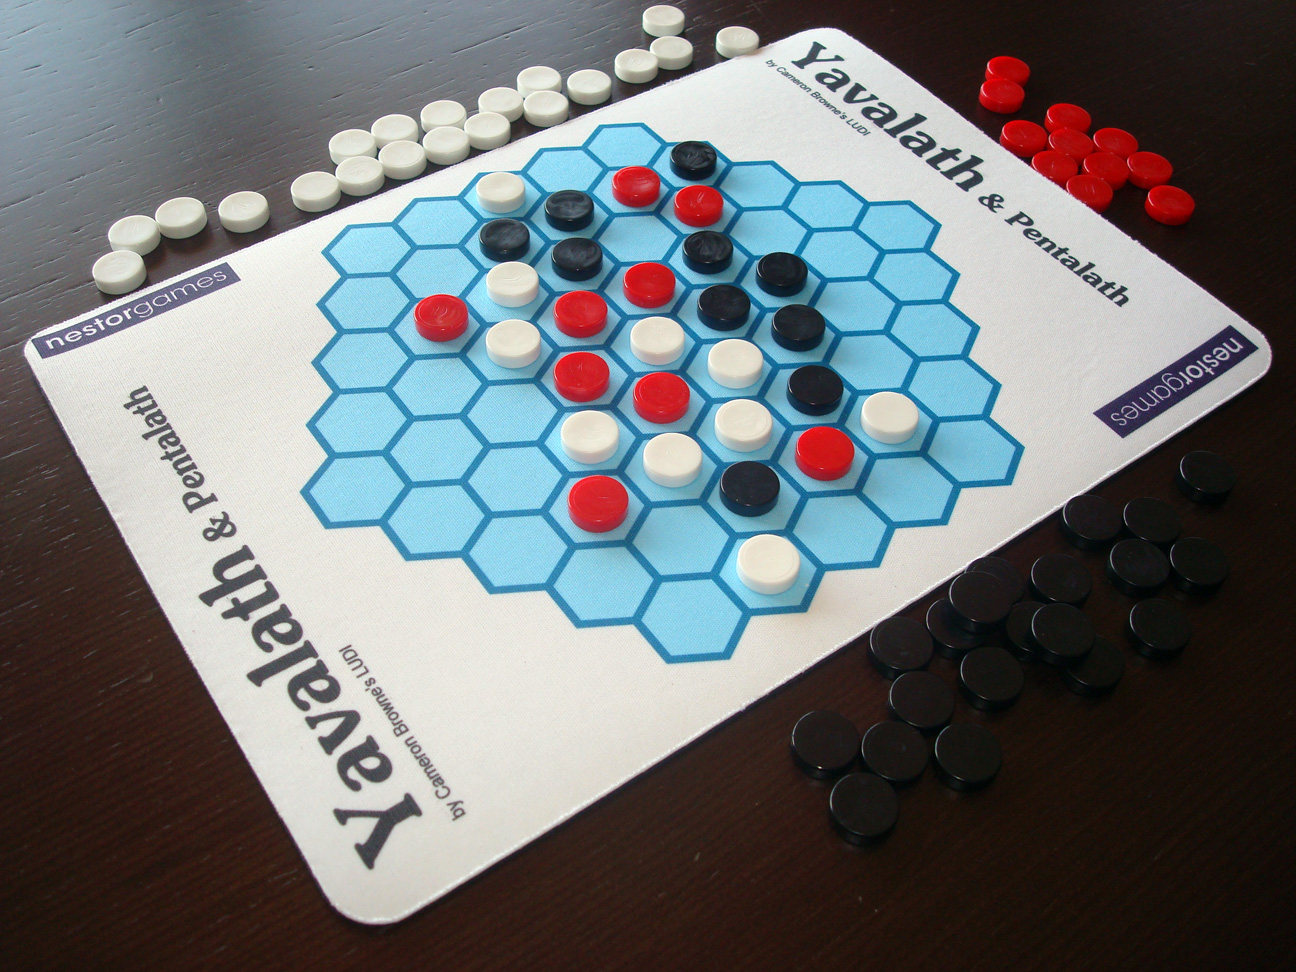 Yavalath & Pentalath
by Cameron Browne's LUDI
nestorgames
nestorgames
Yavalath & Pentalath
by Cameron Browne's LUDI